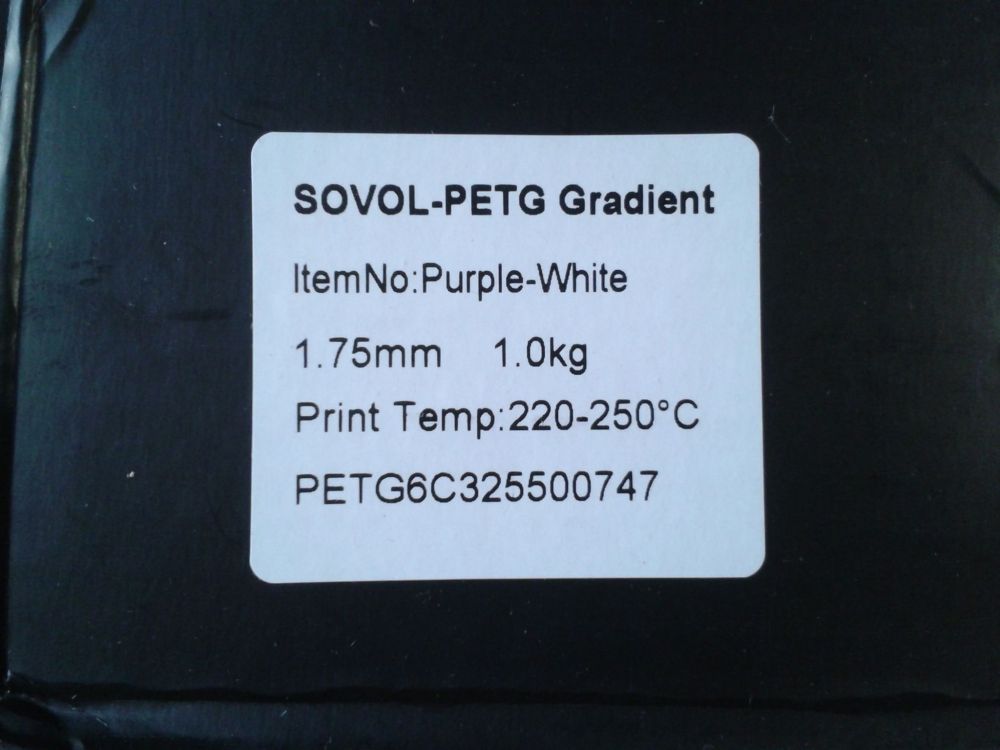 SOVOL-PETG Gradient
ItemNo:Purple-White
1.75mm 1.0kg
Print Temp:220-250°C
PETG6C325500747